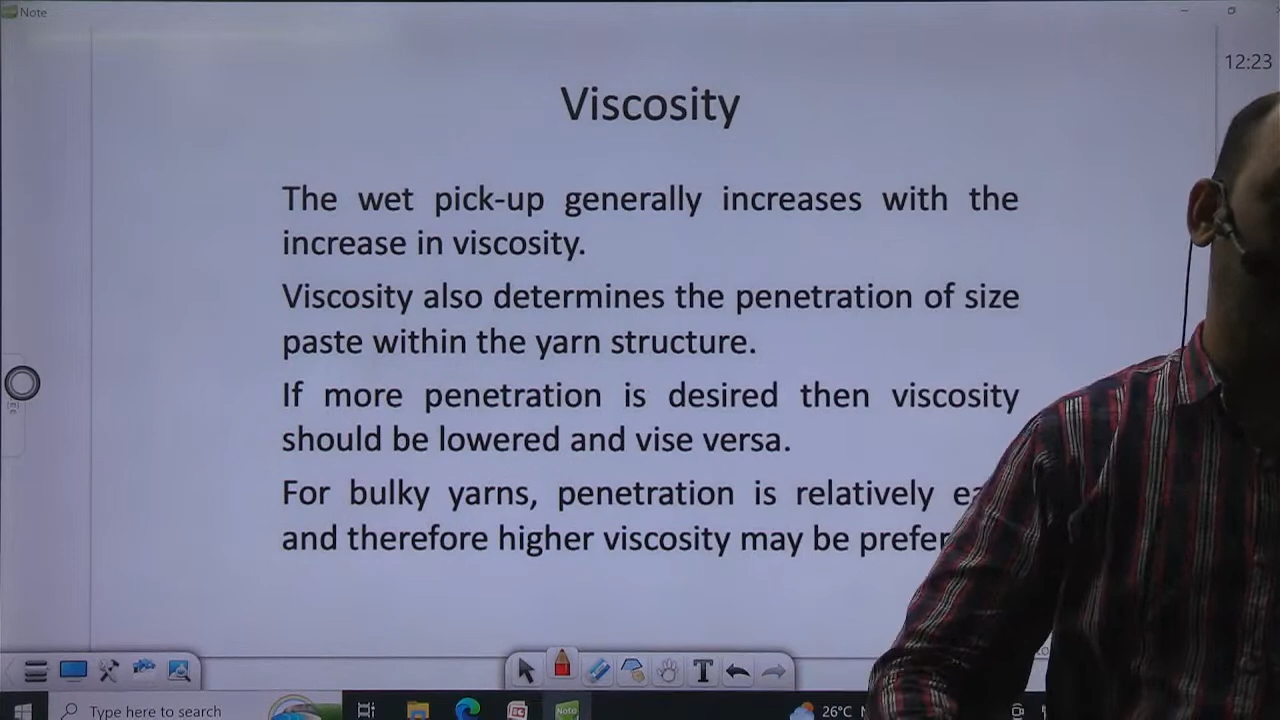 Note
12:23
Viscosity
The wet pick-up generally increases with the
increase in viscosity.
Viscosity also determines the penetration of size
paste within the yarn structure.
If more penetration is desired then viscosity
should be lowered and vise versa.
For bulky yarns, penetration is relatively
and therefore higher viscosity may be
Type here to search
Note
26°C